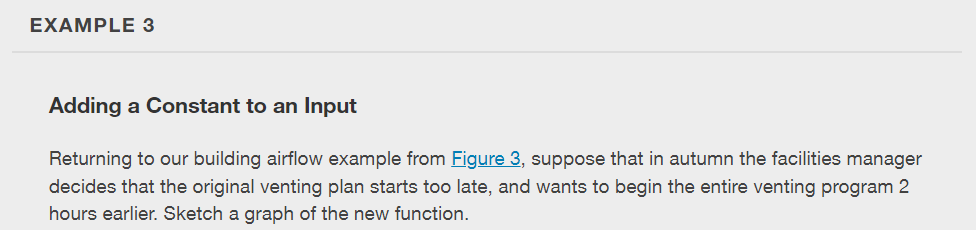 EXAMPLE 3
Adding a Constant to an Input
Returning to our building airflow example from Figure 3, suppose that in autumn the facilities manager
decides that the original venting plan starts too late, and wants to begin the entire venting program 2
hours earlier. Sketch a graph of the new function.